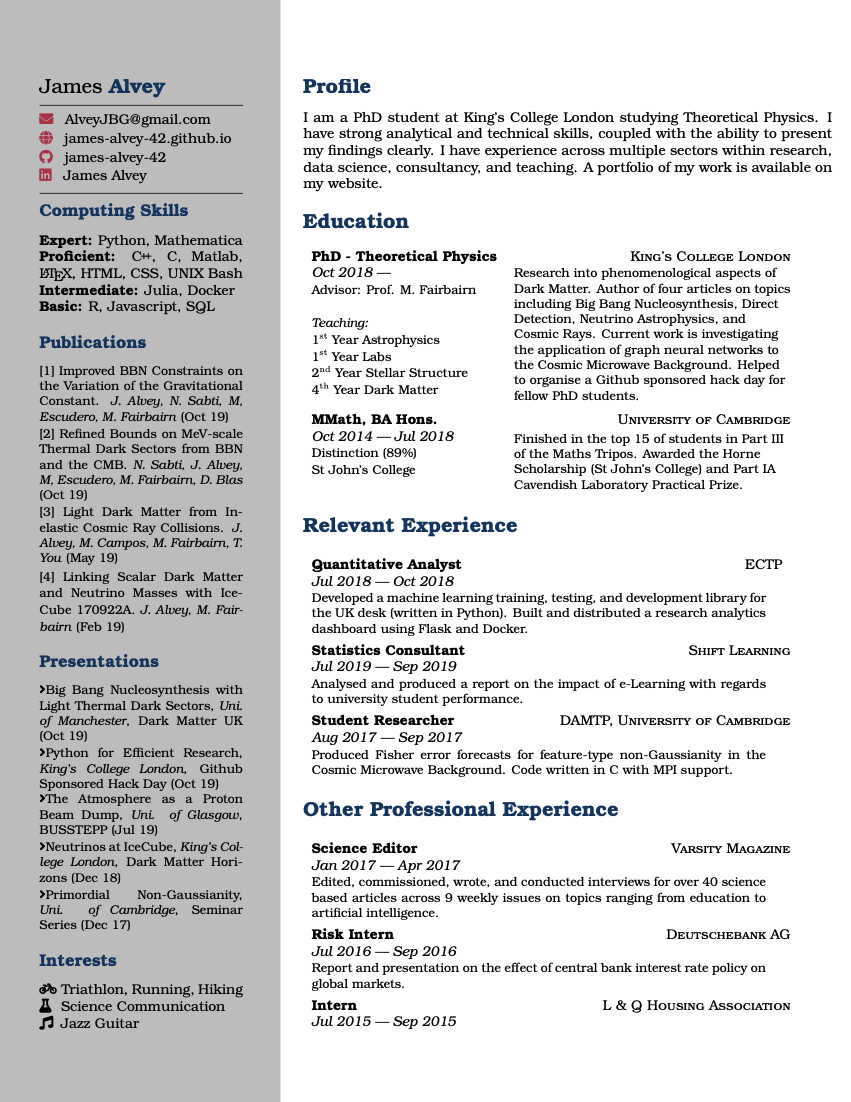 James Alvey
AlveyJBG@gmail.com
james-alvey-42.github.io
james-alvey-42
James Alvey
Computing Skills
Expert: Python, Mathematica
Proficient: C++, C, Matlab,
LATEX, HTML, CSS, UNIX Bash
Intermediate: Julia, Docker
Basic: R, Javascript, SQL
Publications
[1] Improved BBN Constraints on
the Variation of the Gravitational
Constant. J. Alvey, N. Sabti, M,
Escudero, M. Fairbairn (Oct 19)
[2] Refined Bounds on MeV-scale
Thermal Dark Sectors from BBN
and the CMB. N. Sabti, J. Alvey,
M, Escudero, M. Fairbairn, D. Blas
(Oct 19)
[3] Light Dark Matter from In-
elastic Cosmic Ray Collisions. J.
Alvey, M. Campos, M. Fairbairn, T.
You (May 19)
[4] Linking Scalar Dark Matter
and Neutrino Masses with Ice-
Cube 170922A. J. Alvey, M. Fair-
bairn (Feb 19)
Presentations
Big Bang Nucleosynthesis with
Light Thermal Dark Sectors, Uni.
of Manchester, Dark Matter UK
(Oct 19)
Python for Efficient Research,
King's College London, Github
Sponsored Hack Day (Oct 19)
The Atmosphere as a Proton
Beam Dump, Uni. of Glasgow,
BUSSTEPP (Jul 19)
Neutrinos at IceCube, King's Col-
lege London, Dark Matter Hori-
zons (Dec 18)
Primordial Non-Gaussianity,
Uni. of Cambridge, Seminar
Series (Dec 17)
Interests
Triathlon, Running, Hiking
Science Communication
Jazz Guitar
Profile
I am a PhD student at King's College London studying Theoretical Physics. I
have strong analytical and technical skills, coupled with the ability to present
my findings clearly. I have experience across multiple sectors within research,
data science, consultancy, and teaching. A portfolio of my work is available on
my website.
Education
PhD - Theoretical Physics
Oct 2018 —
Advisor: Prof. M. Fairbairn
Teaching:
1st Year Astrophysics
1st Year Labs
2nd Year Stellar Structure
4th Year Dark Matter
King's College London
Research into phenomenological aspects of
Dark Matter. Author of four articles on topics
including Big Bang Nucleosynthesis, Direct
Detection, Neutrino Astrophysics, and
Cosmic Rays. Current work is investigating
the application of graph neural networks to
the Cosmic Microwave Background. Helped
to organise a Github sponsored hack day for
fellow PhD students.
MMath, BA Hons.
Oct 2014 — Jul 2018
Distinction (89%)
St John's College
University of Cambridge
Finished in the top 15 of students in Part III
of the Maths Tripos. Awarded the Horne
Scholarship (St John's College) and Part IA
Cavendish Laboratory Practical Prize.
Relevant Experience
Quantitative Analyst ECTP
Jul 2018 — Oct 2018
Developed a machine learning training, testing, and development library for
the UK desk (written in Python). Built and distributed a research analytics
dashboard using Flask and Docker.
Statistics Consultant Shift Learning
Jul 2019 — Sep 2019
Analysed and produced a report on the impact of e-Learning with regards
to university student performance.
Student Researcher DAMTP, University of Cambridge
Aug 2017 — Sep 2017
Produced Fisher error forecasts for feature-type non-Gaussianity in the
Cosmic Microwave Background. Code written in C with MPI support.
Other Professional Experience
Science Editor Varsity Magazine
Jan 2017 — Apr 2017
Edited, commissioned, wrote, and conducted interviews for over 40 science
based articles across 9 weekly issues on topics ranging from education to
artificial intelligence.
Risk Intern Deutschebank AG
Jul 2016 — Sep 2016
Report and presentation on the effect of central bank interest rate policy on
global markets.
Intern L & Q Housing Association
Jul 2015 — Sep 2015